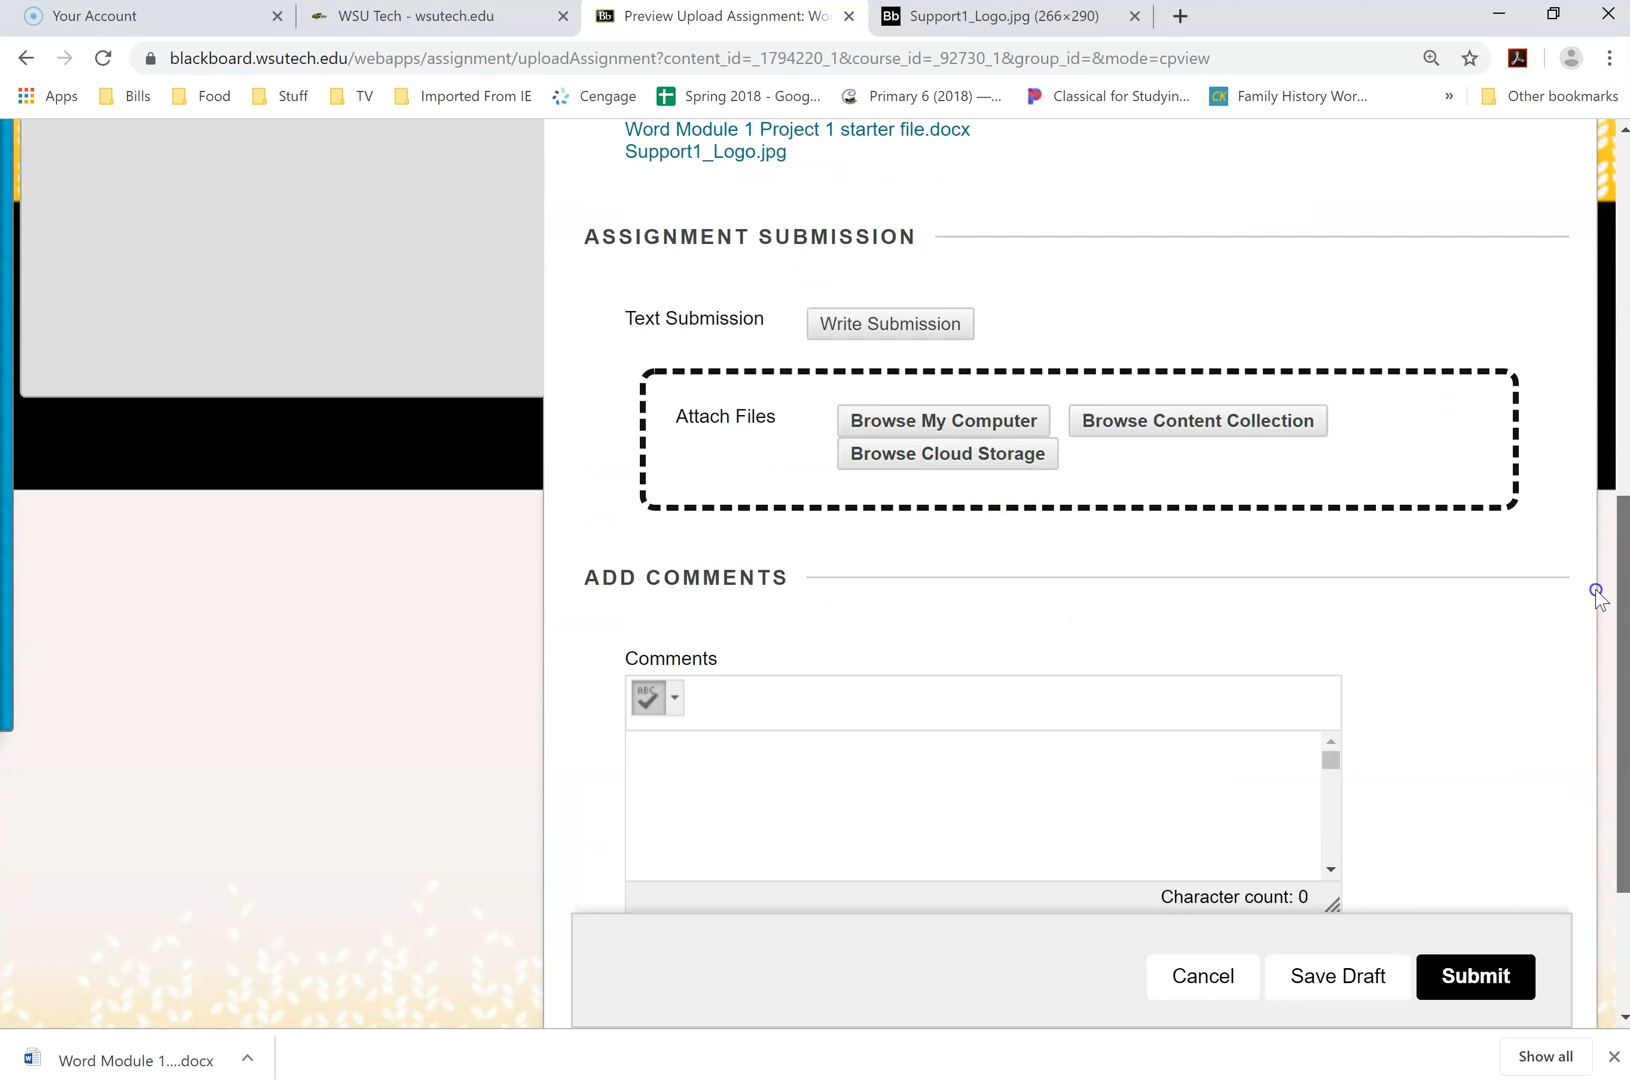 Your Account
WSU Tech - wsutech.edu
Bb Preview Upload Assignment: Wo
Bb Support1_Logo.jpg (266×290)
blackboard.wsutech.edu/webapps/assignment/uploadAssignment?content_id=_1794220_1&course_id=_92730_1&group_id=&mode=cpview
Apps Bills Food Stuff TV Imported From IE Cengage Spring 2018 - Goog... Primary 6 (2018) —... Classical for Studyin... CK Family History Wor... » Other bookmarks
Word Module 1 Project 1 starter file.docx
Support1_Logo.jpg
ASSIGNMENT SUBMISSION
Text Submission Write Submission
Attach Files Browse My Computer Browse Content Collection
Browse Cloud Storage
ADD COMMENTS
Comments
ABC
Character count: 0
Cancel Save Draft Submit
Word Module 1....docx Show all